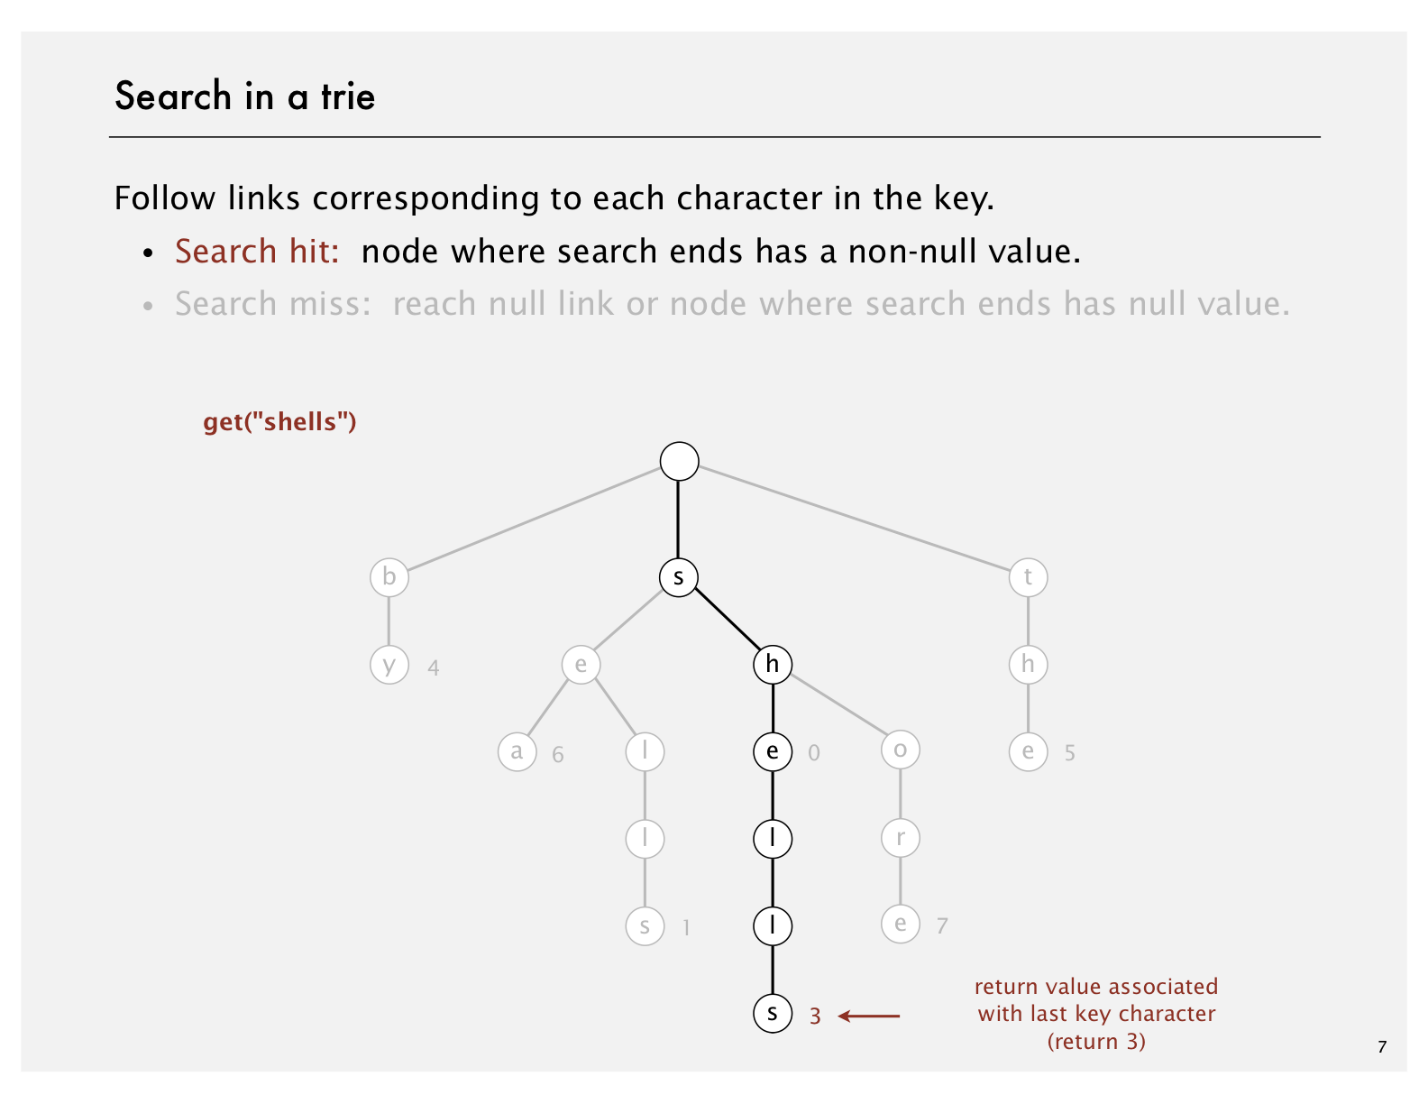 Search in a trie
Follow links corresponding to each character in the key.
• Search hit: node where search ends has a non-null value.
• Search miss: reach null link or node where search ends has null value.
get("shells")
b s t
y 4 e h h
a 6 l e 0 o e 5
l l r
s 1 l e 7
s 3
return value associated
with last key character
(return 3)
7